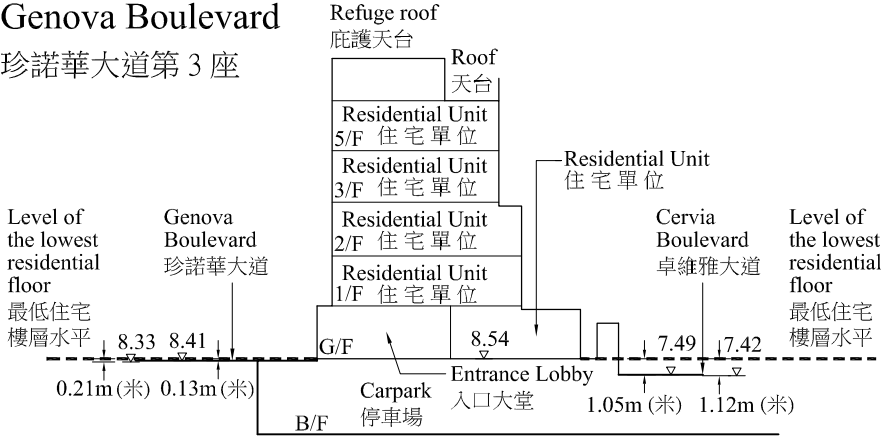 Genova Boulevard
珍諾華大道第3座
Refuge roof
庇護天台
Roof
天台
Residential Unit
5/F 住宅單位
Residential Unit
3/F 住宅單位
Residential Unit
2/F 住宅單位
Residential Unit
1/F 住宅單位
Residential Unit
住宅單位
Level of
the lowest
residential
floor
最低住宅
樓層水平
Genova
Boulevard
珍諾華大道
Cervia
Boulevard
卓維雅大道
Level of
the lowest
residential
floor
最低住宅
樓層水平
8.33
8.41
G/F
8.54
7.49
7.42
0.21m (米)
0.13m (米)
Carpark
停車場
Entrance Lobby
入口大堂
1.05m (米)
1.12m (米)
B/F